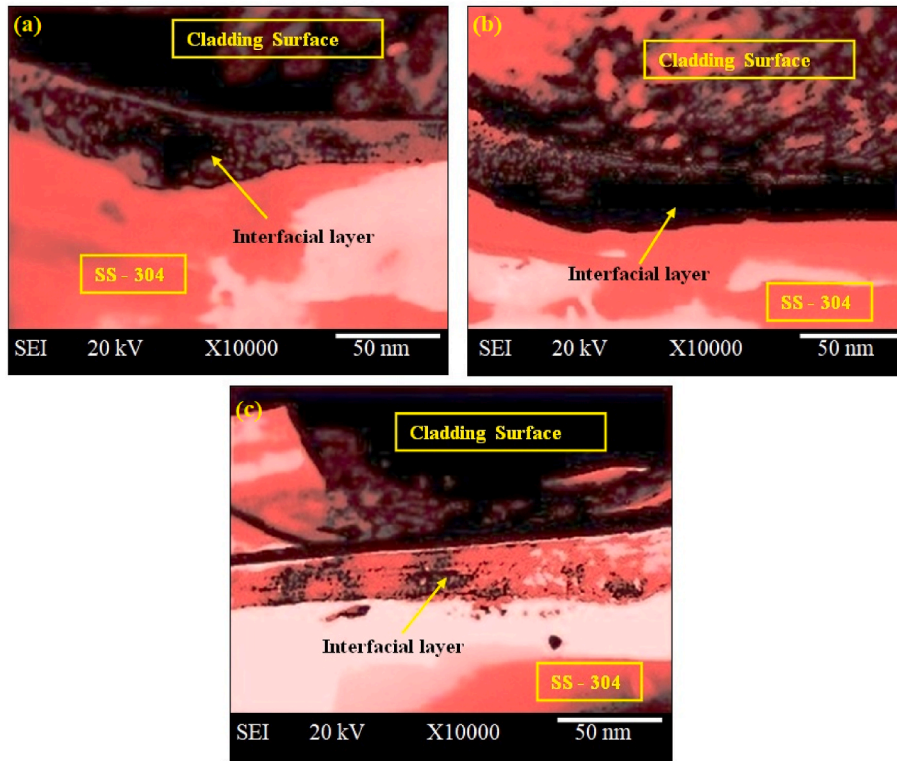 (a)
Cladding Surface
Interfacial layer
SS - 304
SEI 20 kV X10000 50 nm
(b)
Cladding Surface
Interfacial layer
SS - 304
SEI 20 kV X10000 50 nm
(c)
Cladding Surface
Interfacial layer
SS - 304
SEI 20 kV X10000 50 nm